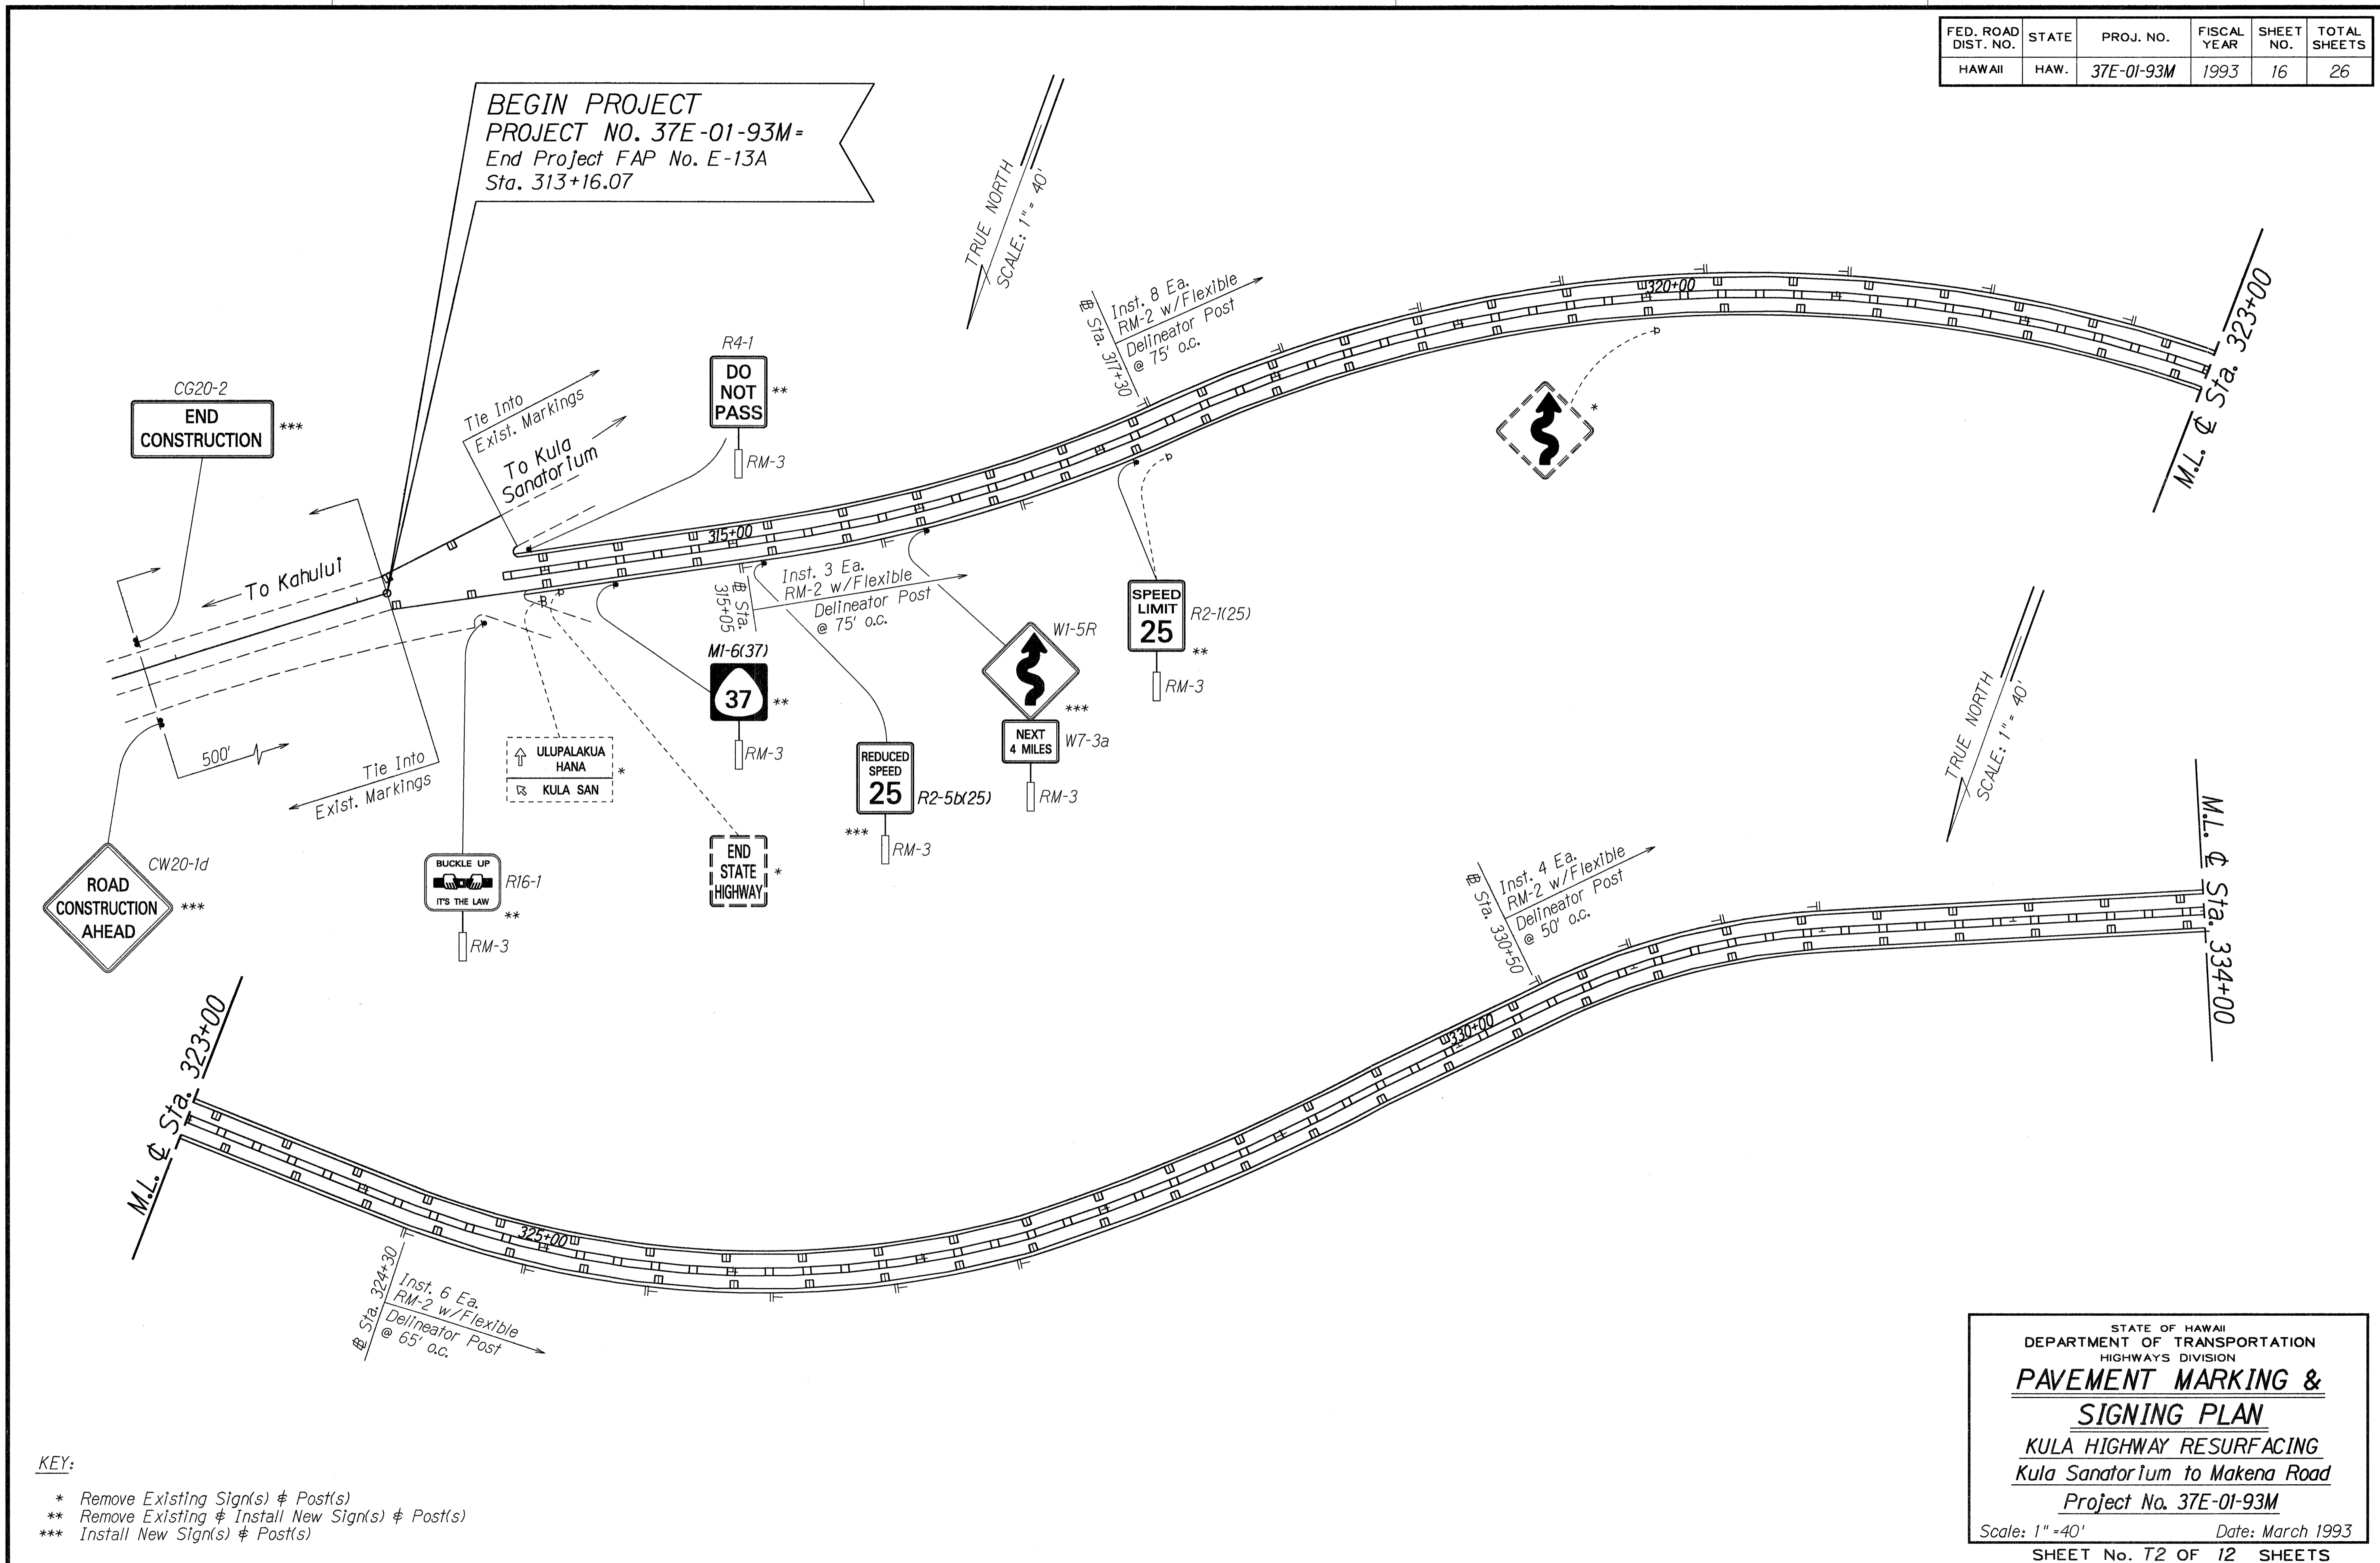 FED. ROAD DIST. NO. STATE PROJ. NO. FISCAL YEAR SHEET NO. TOTAL SHEETS
HAWAII HAW. 37E-01-93M 1993 16 26
BEGIN PROJECT
PROJECT NO. 37E-01-93M=
End Project FAP No. E-13A
Sta. 313+16.07
TRUE NORTH
SCALE: 1" = 40'
℄ Sta. 317+30
Inst. 8 Ea.
RM-2 w/Flexible
Delineator Post
@ 75' o.c.
320+00
M.L. ℄ Sta. 323+00
*
R4-1
DO
NOT
PASS
**
RM-3
CG20-2
END
CONSTRUCTION
***
Tie Into
Exist. Markings
To Kula
Sanatorium
To Kahului
315+00
℄ Sta.
315+05
Inst. 3 Ea.
RM-2 w/Flexible
Delineator Post
@ 75' o.c.
SPEED
LIMIT
25
R2-1(25)
**
RM-3
W1-5R
***
NEXT
4 MILES
W7-3a
RM-3
M1-6(37)
37
**
RM-3
REDUCED
SPEED
25
R2-5b(25)
***
RM-3
500'
Tie Into
Exist. Markings
ULUPALAKUA
HANA
KULA SAN
*
END
STATE
HIGHWAY
*
BUCKLE UP
IT'S THE LAW
R16-1
**
RM-3
CW20-1d
ROAD
CONSTRUCTION
AHEAD
***
TRUE NORTH
SCALE: 1" = 40'
℄ Sta. 330+50
Inst. 4 Ea.
RM-2 w/Flexible
Delineator Post
@ 50' o.c.
M.L. ℄ Sta. 334+00
330+00
M.L. ℄ Sta. 323+00
325+00
℄ Sta. 324+30
Inst. 6 Ea.
RM-2 w/Flexible
Delineator Post
@ 65' o.c.
KEY:
* Remove Existing Sign(s) & Post(s)
** Remove Existing & Install New Sign(s) & Post(s)
*** Install New Sign(s) & Post(s)
STATE OF HAWAII
DEPARTMENT OF TRANSPORTATION
HIGHWAYS DIVISION
PAVEMENT MARKING &
SIGNING PLAN
KULA HIGHWAY RESURFACING
Kula Sanatorium to Makena Road
Project No. 37E-01-93M
Scale: 1" =40' Date: March 1993
SHEET No. T2 OF 12 SHEETS